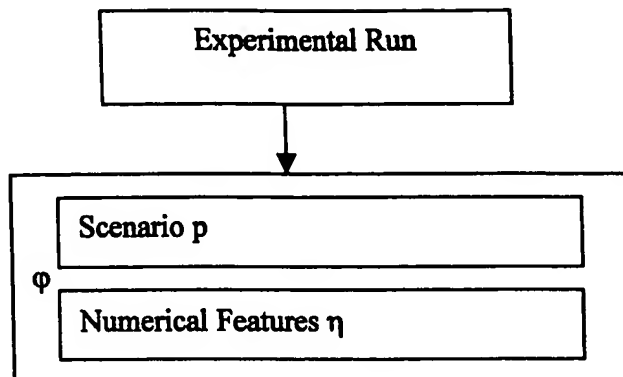 Experimental Run
Scenario p
φ
Numerical Features η